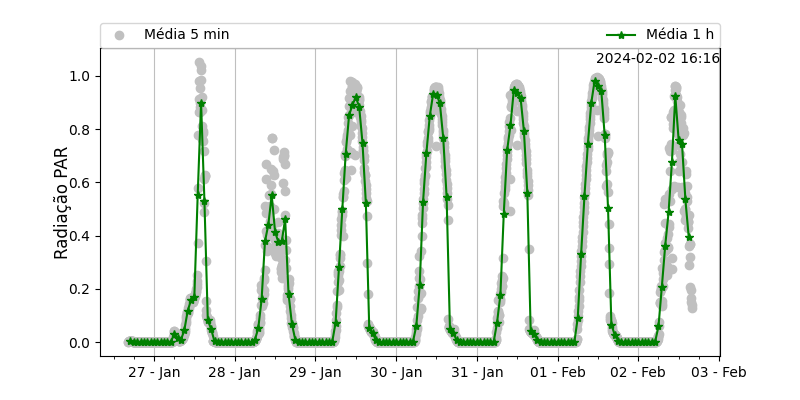 Média 5 min
Média 1 h
2024-02-02 16:16
Radiação PAR
1.0
0.8
0.6
0.4
0.2
0.0
27 - Jan
28 - Jan
29 - Jan
30 - Jan
31 - Jan
01 - Feb
02 - Feb
03 - Feb